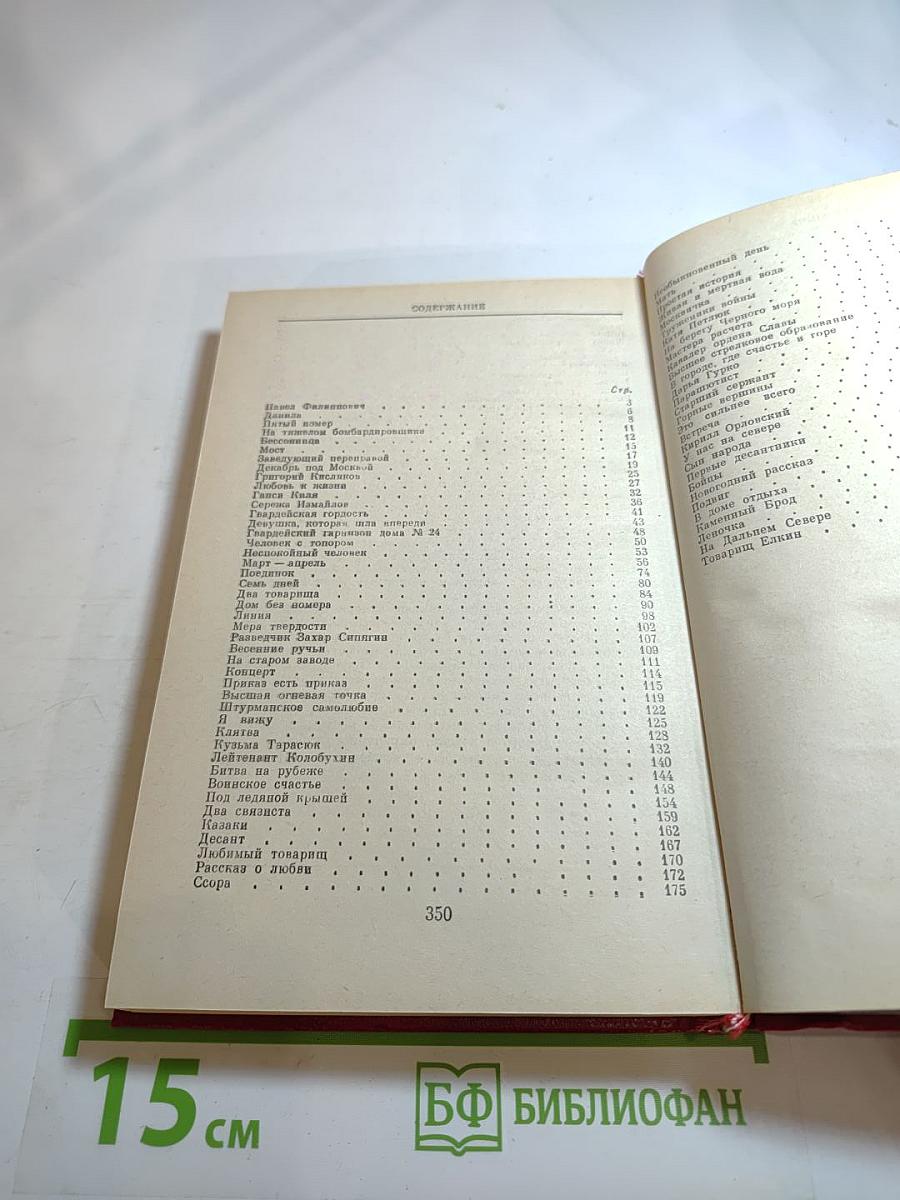 СОДЕРЖАНИЕ
Стр.
Павел Филиппович 3
Данила 6
Пятый номер 8
На тяжелом бомбардировщике 11
Бессонница 12
Мост 15
Заведующий переправой 17
Декабрь под Москвой 19
Григорий Кисляков 25
Любовь к жизни 27
Ганси Киля 32
Сережа Измайлов 36
Гвардейская гордость 41
Девушка, которая шла впереди 43
Гвардейский гарнизон дома № 24 48
Человек с топором 50
Неспокойный человек 53
Март — апрель 56
Поединок 74
Семь дней 80
Два товарища 84
Дом без номера 90
Линия 98
Мера твердости 102
Разведчик Захар Сипягин 107
Весенние ручьи 109
На старом заводе 111
Концерт 114
Приказ есть приказ 115
Высшая огневая точка 119
Штурманское самолюбие 122
Я вижу 125
Клятва 128
Кузьма Тарасюк 132
Лейтенант Колобухин 140
Битва на рубеже 144
Воинское счастье 148
Под ледяной крышей 154
Два связиста 159
Казаки 162
Десант 167
Любимый товарищ 170
Рассказ о любви 172
Ссора 175
350
Необыкновенный день
Мать
Простая история
Живая и мертвая вода
Москвичка
Труженики войны
Катя Петлюк
На берегу Черного моря
Мастера расчета
Кавалер ордена Славы
Высшее стрелковое образование
В городе, где счастье и горе
Дарья Гурко
Парашютист
Старший сержант
Горные вершины
Это сильнее всего
Встреча
Кирилл Орловский
У нас на севере
Сын народа
Первые десантники
Бойцы
Новогодний рассказ
Подвиг
В доме отдыха
Каменный Брод
Леночка
На Дальнем Севере
Товарищ Елкин
15 см
БФ БИБЛИОФАН